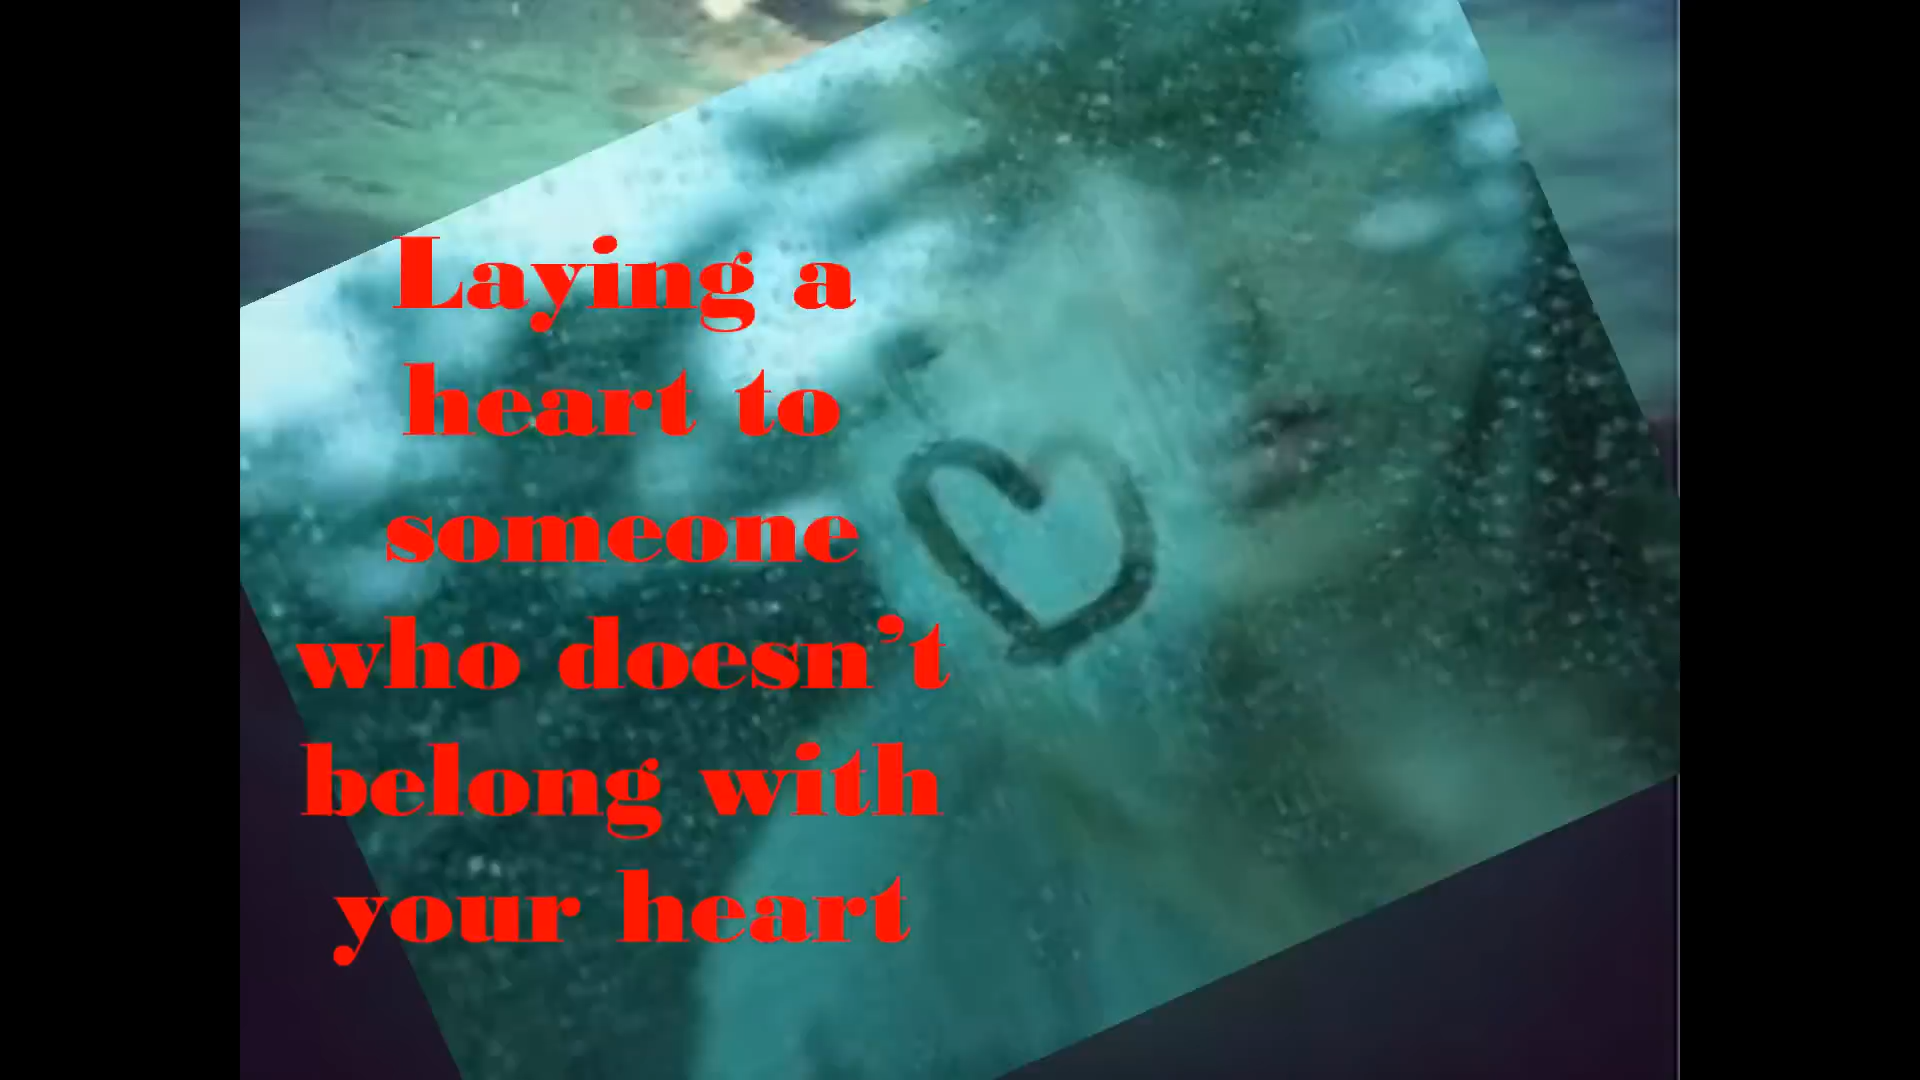 Laying a
heart to
someone
who doesn’t
belong with
your heart